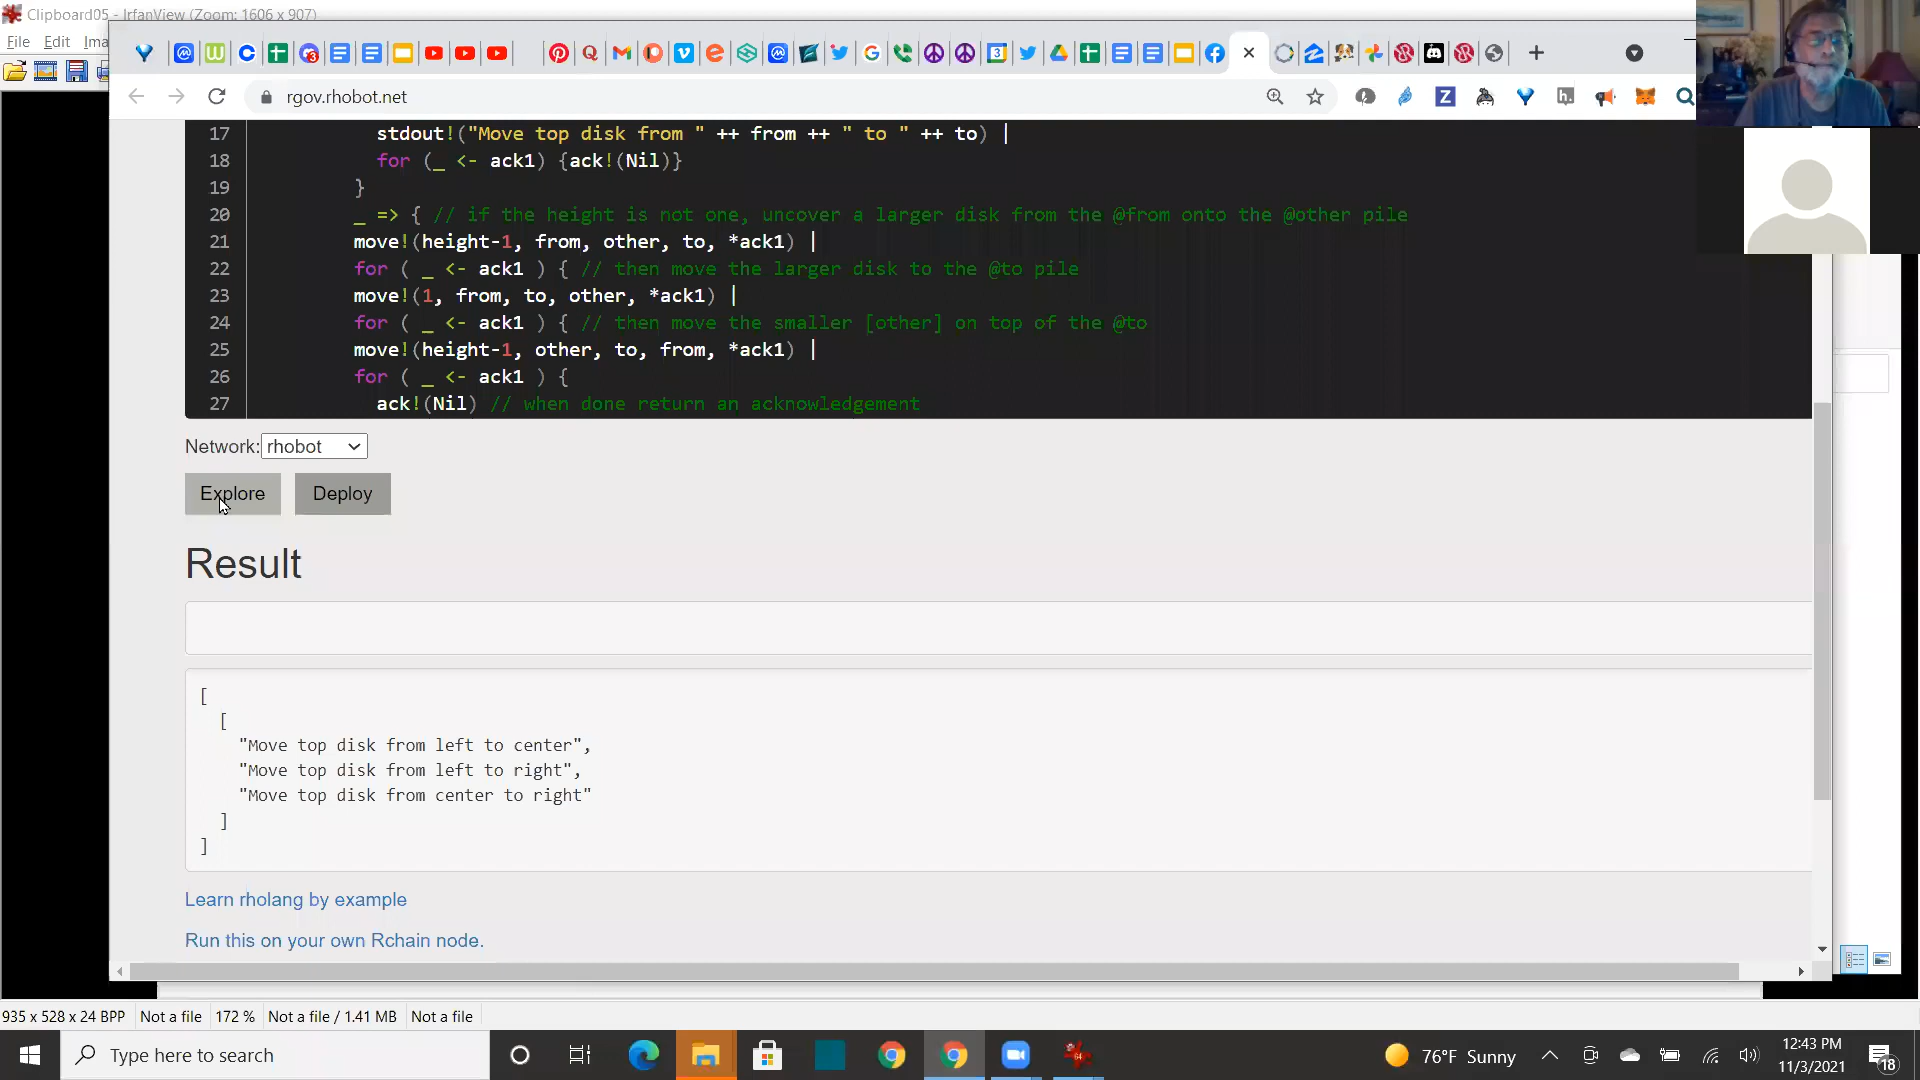 Clipboard05 - IrfanView (Zoom: 1606 x 907)
File Edit Ima
rgov.rhobot.net
17 stdout!("Move top disk from " ++ from ++ " to " ++ to) |
18 for (_ <- ack1) {ack!(Nil)}
19 }
20 _ => { // if the height is not one, uncover a larger disk from the @from onto the @other pile
21 move!(height-1, from, other, to, *ack1) |
22 for ( _ <- ack1 ) { // then move the larger disk to the @to pile
23 move!(1, from, to, other, *ack1) |
24 for ( _ <- ack1 ) { // then move the smaller [other] on top of the @to
25 move!(height-1, other, to, from, *ack1) |
26 for ( _ <- ack1 ) {
27 ack!(Nil) // when done return an acknowledgement
Network: rhobot
Explore Deploy
Result
[
[
"Move top disk from left to center",
"Move top disk from left to right",
"Move top disk from center to right"
]
]
Learn rholang by example
Run this on your own Rchain node.
935 x 528 x 24 BPP Not a file 172 % Not a file / 1.41 MB Not a file
Type here to search
76°F Sunny
12:43 PM
11/3/2021
18